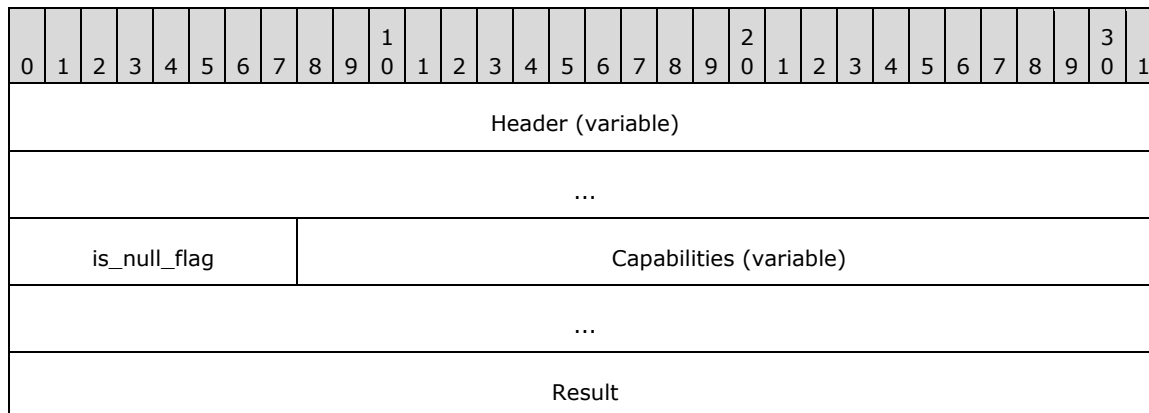 1 2 3
0 1 2 3 4 5 6 7 8 9 0 1 2 3 4 5 6 7 8 9 0 1 2 3 4 5 6 7 8 9 0 1
Header (variable)
...
is_null_flag Capabilities (variable)
...
Result